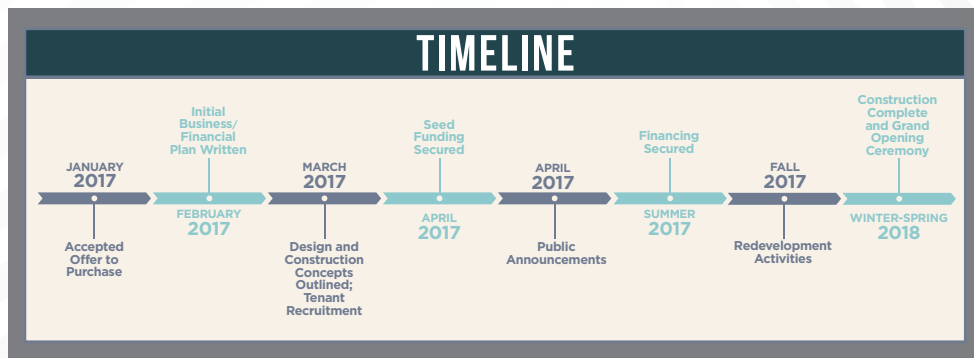 TIMELINE
JANUARY
2017
Accepted
Offer to
Purchase
Initial
Business/
Financial
Plan Written
FEBRUARY
2017
MARCH
2017
Design and
Construction
Concepts
Outlined;
Tenant
Recruitment
Seed
Funding
Secured
APRIL
2017
APRIL
2017
Public
Announcements
Financing
Secured
SUMMER
2017
FALL
2017
Redevelopment
Activities
Construction
Complete
and Grand
Opening
Ceremony
WINTER-SPRING
2018